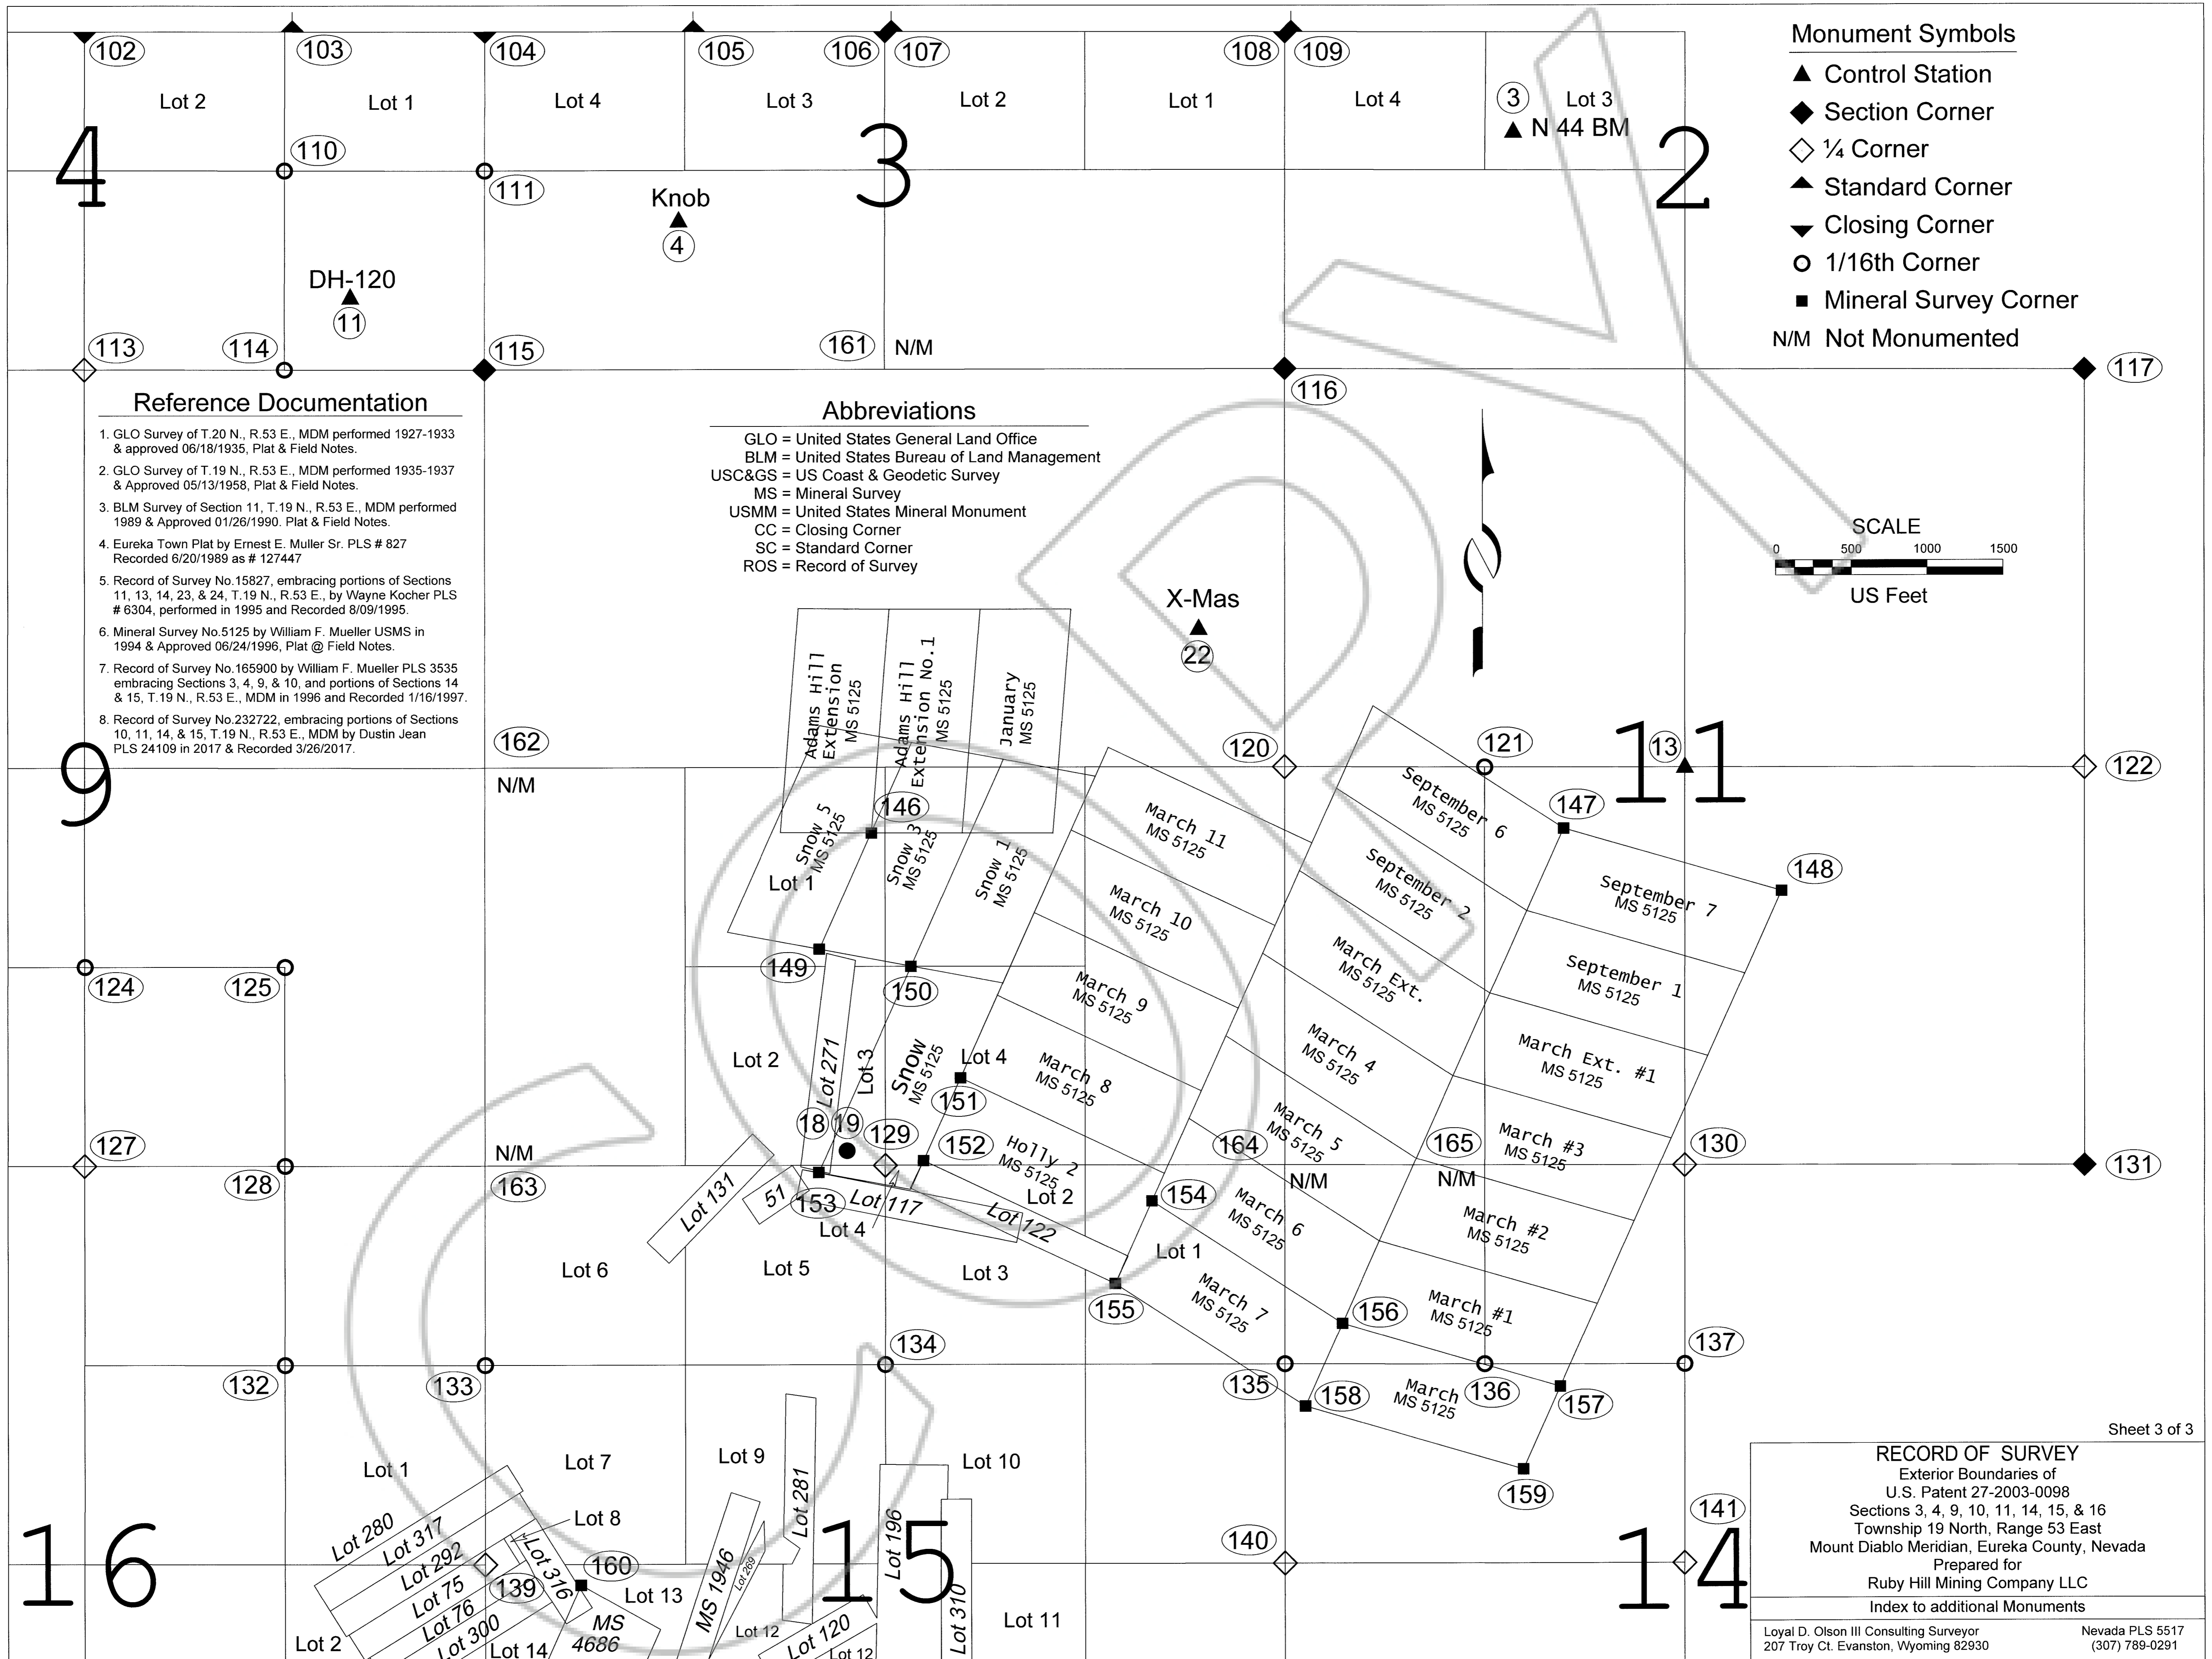 102
103
104
105
106
107
108
109
Lot 2
Lot 1
Lot 4
Lot 3
Lot 2
Lot 1
Lot 4
3
Lot 3
N 44 BM
4
3
2
110
111
Knob
4
DH-120
11
113
114
115
161
N/M
116
117
Monument Symbols
Control Station
Section Corner
¼ Corner
Standard Corner
Closing Corner
1/16th Corner
Mineral Survey Corner
N/M Not Monumented
Reference Documentation
1. GLO Survey of T.20 N., R.53 E., MDM performed 1927-1933
& approved 06/18/1935, Plat & Field Notes.
2. GLO Survey of T.19 N., R.53 E., MDM performed 1935-1937
& Approved 05/13/1958, Plat & Field Notes.
3. BLM Survey of Section 11, T.19 N., R.53 E., MDM performed
1989 & Approved 01/26/1990. Plat & Field Notes.
4. Eureka Town Plat by Ernest E. Muller Sr. PLS # 827
Recorded 6/20/1989 as # 127447
5. Record of Survey No.15827, embracing portions of Sections
11, 13, 14, 23, & 24, T.19 N., R.53 E., by Wayne Kocher PLS
# 6304, performed in 1995 and Recorded 8/09/1995.
6. Mineral Survey No.5125 by William F. Mueller USMS in
1994 & Approved 06/24/1996, Plat @ Field Notes.
7. Record of Survey No.165900 by William F. Mueller PLS 3535
embracing Sections 3, 4, 9, & 10, and portions of Sections 14
& 15, T.19 N., R.53 E., MDM in 1996 and Recorded 1/16/1997.
8. Record of Survey No.232722, embracing portions of Sections
10, 11, 14, & 15, T.19 N., R.53 E., MDM by Dustin Jean
PLS 24109 in 2017 & Recorded 3/26/2017.
Abbreviations
GLO = United States General Land Office
BLM = United States Bureau of Land Management
USC&GS = US Coast & Geodetic Survey
MS = Mineral Survey
USMM = United States Mineral Monument
CC = Closing Corner
SC = Standard Corner
ROS = Record of Survey
SCALE
0 500 1000 1500
US Feet
X-Mas
22
Adams Hill
Extension
MS 5125
Adams Hill
Extension No.1
MS 5125
January
MS 5125
9
162
N/M
120
121
13
11
122
146
147
148
Snow 5
MS 5125
Snow 3
MS 5125
Snow 1
MS 5125
Lot 1
March 11
MS 5125
March 10
MS 5125
March 9
MS 5125
March 8
MS 5125
Holly 2
MS 5125
September 6
MS 5125
September 2
MS 5125
March Ext.
MS 5125
March 4
MS 5125
March 5
MS 5125
March 6
MS 5125
March 7
MS 5125
September 7
MS 5125
September 1
MS 5125
March Ext. #1
MS 5125
March #3
MS 5125
March #2
MS 5125
March #1
MS 5125
March
MS 5125
124
125
149
150
Lot 2
Lot 271
Lot 3
Snow
MS 5125
Lot 4
151
18
19
129
152
127
128
N/M
163
164
N/M
165
N/M
130
131
Lot 131
51
153
Lot 117
Lot 4
Lot 122
Lot 2
154
Lot 1
Lot 6
Lot 5
Lot 3
155
156
132
133
134
135
158
136
157
137
159
Lot 1
Lot 7
Lot 9
Lot 281
Lot 10
Lot 280
Lot 317
Lot 292
Lot 75
Lot 76
Lot 300
Lot 8
Lot 316
139
160
Lot 13
MS
4686
Lot 14
Lot 2
16
MS 1946
Lot 269
Lot 12
Lot 120
Lot 12
15
Lot 196
Lot 310
Lot 11
140
141
14
COPY
Sheet 3 of 3
RECORD OF SURVEY
Exterior Boundaries of
U.S. Patent 27-2003-0098
Sections 3, 4, 9, 10, 11, 14, 15, & 16
Township 19 North, Range 53 East
Mount Diablo Meridian, Eureka County, Nevada
Prepared for
Ruby Hill Mining Company LLC
Index to additional Monuments
Loyal D. Olson III Consulting Surveyor Nevada PLS 5517
207 Troy Ct. Evanston, Wyoming 82930 (307) 789-0291